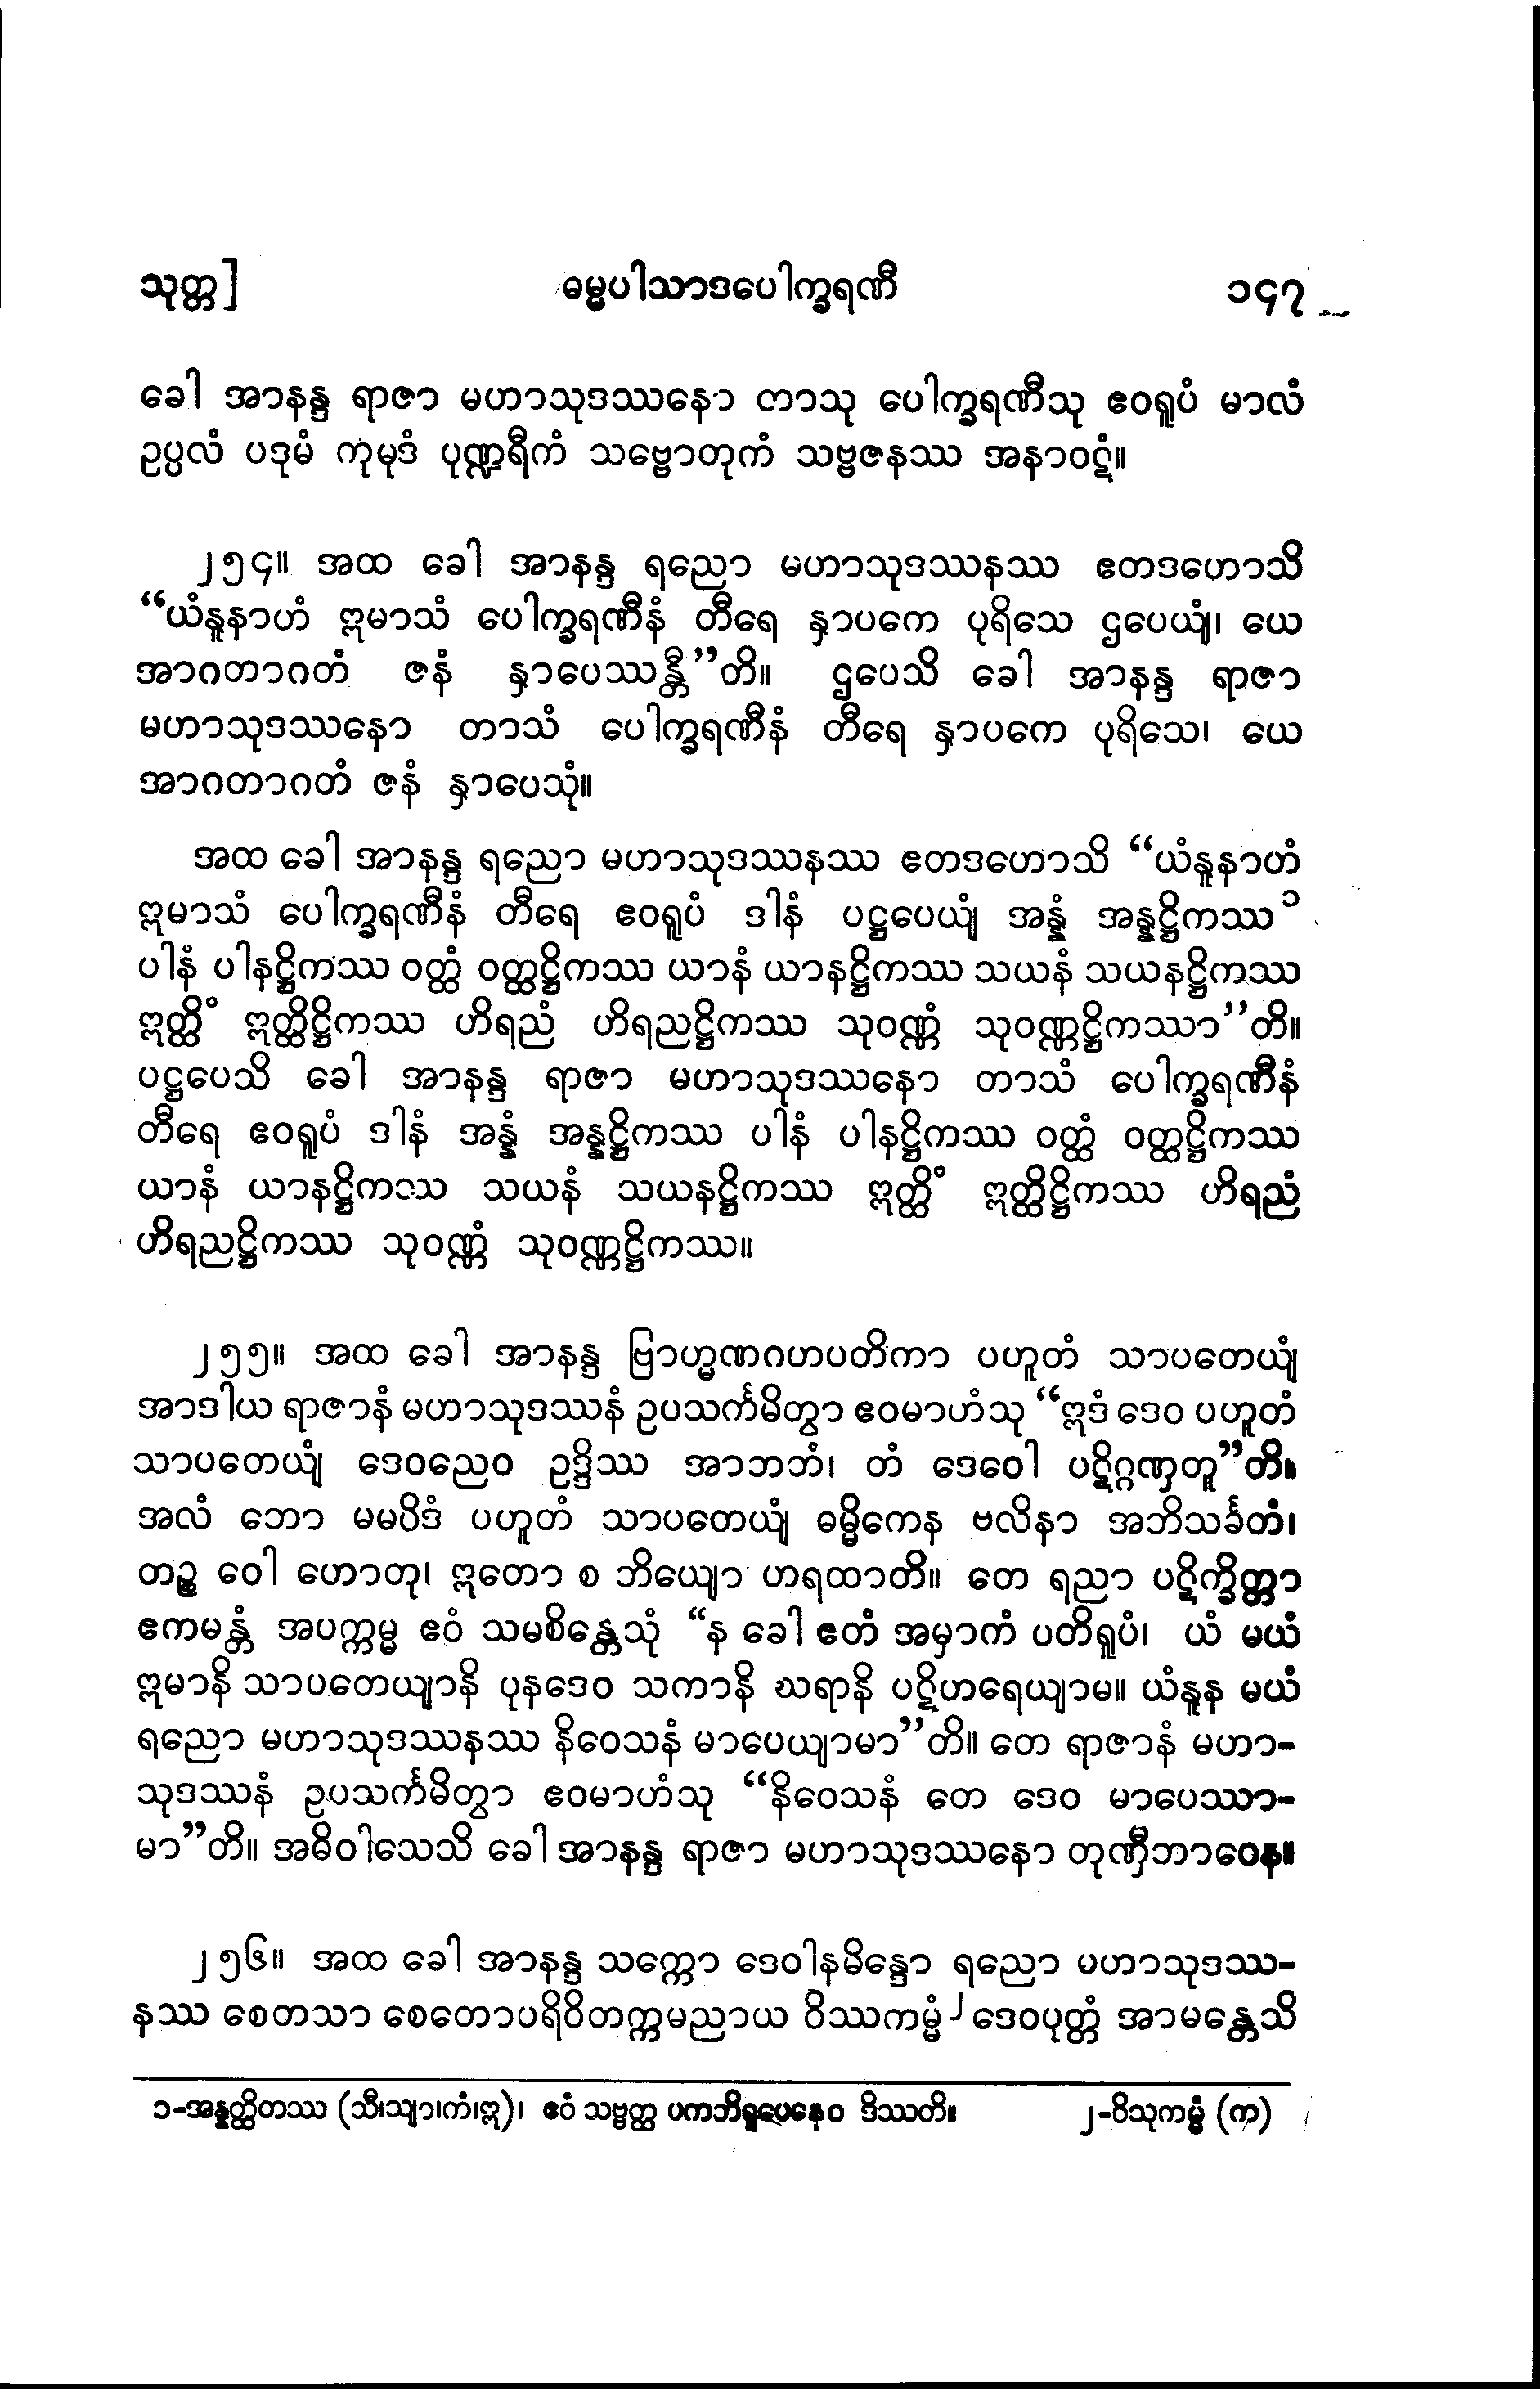 သုတ္တ] ဓမ္မပါသာဒပေါက္ခရဏီ ၁၄၇
ခေါ အာနန္ဒ ရာဇာ မဟာသုဒဿနော တာသု ပေါက္ခရဏီသု ဧဝရူပံ မာလံ
ဥပ္ပလံ ပဒုမံ ကုမုဒံ ပုဏ္ဍရီကံ သဗ္ဗောတုကံ သဗ္ဗဇနဿ အနာဝဋံ။
၂၅၄။ အထ ခေါ အာနန္ဒ ရညော မဟာသုဒဿနဿ ဧတဒဟောသိ
“ယံနူနာဟံ ဣမာသံ ပေါက္ခရဏီနံ တီရေ နှာပကေ ပုရိသေ ဌပေယျံ၊ ယေ
အာဂတာဂတံ ဇနံ နှာပေဿန္တီ”တိ။ ဌပေသိ ခေါ အာနန္ဒ ရာဇာ
မဟာသုဒဿနော တာသံ ပေါက္ခရဏီနံ တီရေ နှာပကေ ပုရိသေ၊ ယေ
အာဂတာဂတံ ဇနံ နှာပေသုံ။
အထ ခေါ အာနန္ဒ ရညော မဟာသုဒဿနဿ ဧတဒဟောသိ “ယံနူနာဟံ
ဣမာသံ ပေါက္ခရဏီနံ တီရေ ဧဝရူပံ ဒါနံ ပဋ္ဌပေယျံ အန္နံ အန္နဋ္ဌိကဿ၁
ပါနံ ပါနဋ္ဌိကဿ ဝတ္ထံ ဝတ္ထဋ္ဌိကဿ ယာနံ ယာနဋ္ဌိကဿ သယနံ သယနဋ္ဌိကဿ
ဣတ္ထိံ ဣတ္ထိဋ္ဌိကဿ ဟိရညံ ဟိရညဋ္ဌိကဿ သုဝဏ္ဏံ သုဝဏ္ဏဋ္ဌိကဿာ”တိ။
ပဋ္ဌပေသိ ခေါ အာနန္ဒ ရာဇာ မဟာသုဒဿနော တာသံ ပေါက္ခရဏီနံ
တီရေ ဧဝရူပံ ဒါနံ အန္နံ အန္နဋ္ဌိကဿ ပါနံ ပါနဋ္ဌိကဿ ဝတ္ထံ ဝတ္ထဋ္ဌိကဿ
ယာနံ ယာနဋ္ဌိကဿ သယနံ သယနဋ္ဌိကဿ ဣတ္ထိံ ဣတ္ထိဋ္ဌိကဿ ဟိရညံ
ဟိရညဋ္ဌိကဿ သုဝဏ္ဏံ သုဝဏ္ဏဋ္ဌိကဿ။
၂၅၅။ အထ ခေါ အာနန္ဒ ဗြာဟ္မဏဂဟပတိကာ ပဟူတံ သာပတေယျံ
အာဒါယ ရာဇာနံ မဟာသုဒဿနံ ဥပသင်္ကမိတွာ ဧဝမာဟံသု “ဣဒံ ဒေဝ ပဟူတံ
သာပတေယျံ ဒေဝညေဝ ဥဒ္ဒိဿ အာဘဘံ၊ တံ ဒေဝေါ ပဋိဂ္ဂဏှတူ”တိ။
အလံ ဘော မမပိဒံ ပဟူတံ သာပတေယျံ ဓမ္မိကေန ဗလိနာ အဘိသင်္ခတံ၊
တဉ္စ ဝေါ ဟောတု၊ ဣတော စ ဘိယျော ဟရထာတိ။ တေ ရညာ ပဋိက္ခိတ္တာ
ဧကမန္တံ အပက္ကမ္မ ဧဝံ သမစိန္တေသုံ “န ခေါ ဧတံ အမှာကံ ပတိရူပံ၊ ယံ မယံ
ဣမာနိ သာပတေယျာနိ ပုနဒေဝ သကာနိ ဃရာနိ ပဋိဟရေယျာမ။ ယံနူန မယံ
ရညော မဟာသုဒဿနဿ နိဝေသနံ မာပေယျာမာ”တိ။ တေ ရာဇာနံ မဟာ-
သုဒဿနံ ဥပသင်္ကမိတွာ ဧဝမာဟံသု “နိဝေသနံ တေ ဒေဝ မာပေဿာ-
မာ”တိ။ အဓိဝါသေသိ ခေါ အာနန္ဒ ရာဇာ မဟာသုဒဿနော တုဏှီဘာဝေန။
၂၅၆။ အထ ခေါ အာနန္ဒ သက္ကော ဒေဝါနမိန္ဒော ရညော မဟာသုဒဿ-
နဿ စေတသာ စေတောပရိဝိတက္ကမညာယ ဝိဿကမ္မံ၂ ဒေဝပုတ္တံ အာမန္တေသိ
၁-အန္နတ္ထိတဿ (သီ၊သျာ၊ကံ၊ဣ)၊ ဧဝံ သဗ္ဗတ္ထ ပကတိရူပေနေဝ ဒိဿတိ။ ၂-ဝိသုကမ္မံ (က)